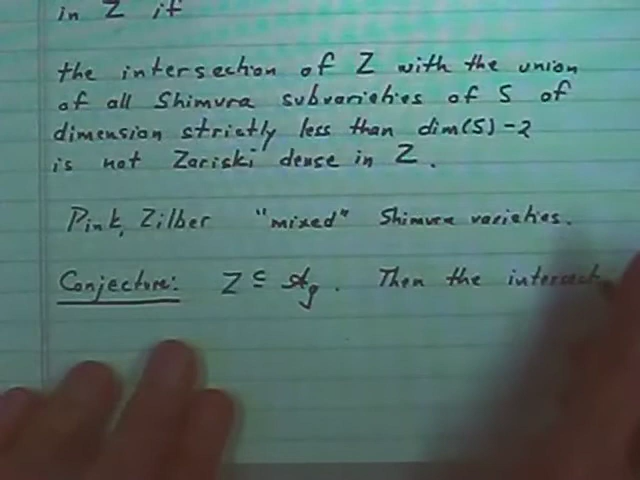 in Z if
the intersection of Z with the union
of all Shimura subvarieties of S of
dimension strictly less than dim(S)-2
is not Zariski dense in Z.
Pink, Zilber "mixed" Shimura varieties.
Conjecture: Z ⊆ 𝒜g. Then the intersect